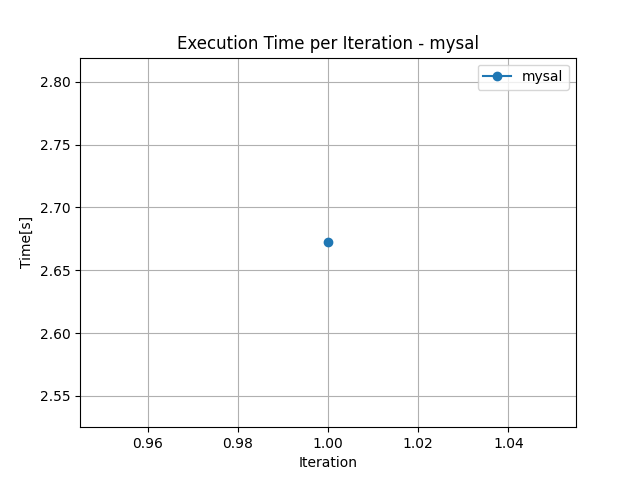 Execution Time per Iteration - mysal
mysal
2.80
2.75
2.70
2.65
2.60
2.55
Time[s]
0.96 0.98 1.00 1.02 1.04
Iteration